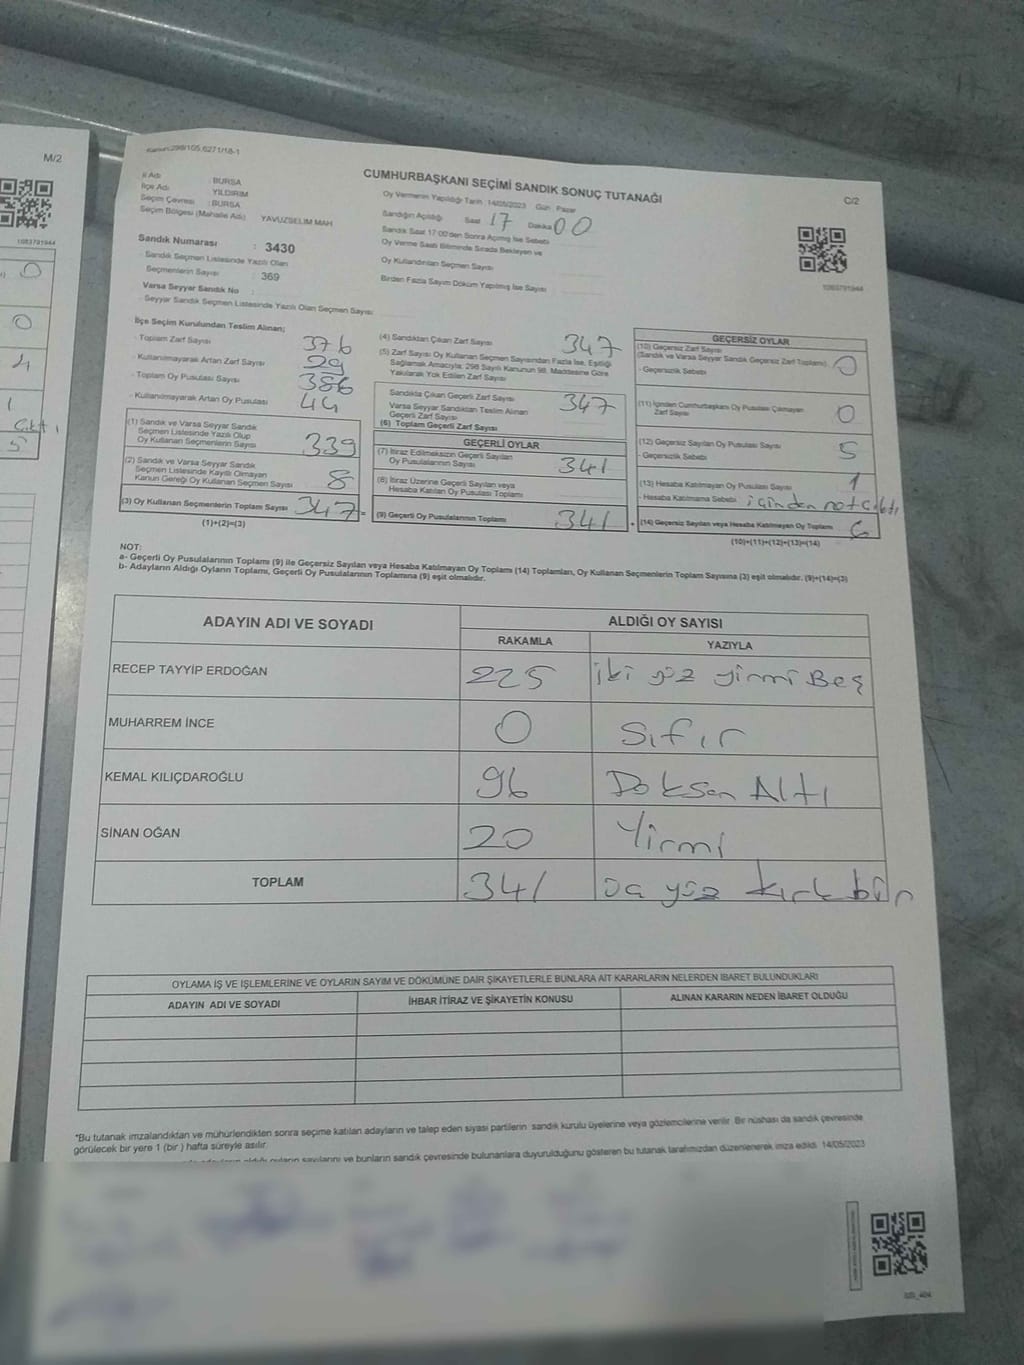 M/2
1083791944
0
0
4
1
5
Kanun:298/105,6271/18-1
CUMHURBAŞKANI SEÇİMİ SANDIK SONUÇ TUTANAĞI
C/2
İl Adı : BURSA
İlçe Adı YILDIRIM
Seçim Çevresi : BURSA
Seçim Bölgesi (Mahalle Adı) YAVUZSELİM MAH
Sandık Numarası : 3430
Sandık Seçmen Listesinde Yazılı Olan
Seçmenlerin Sayısı : 369
Varsa Seyyar Sandık No :
- Seyyar Sandık Seçmen Listesinde Yazılı Olan Seçmen Sayısı:
Oy Vermenin Yapıldığı Tarih : 14/05/2023 Gün : Pazar
Sandığın Açıldığı Saat 17 Dakika 00
Sandık Saat 17:00'den Sonra Açılmış İse Sebebi
Oy Verme Saati Bitiminde Sırada Bekleyen ve
Oy Kullandırılan Seçmen Sayısı
Birden Fazla Sayım Döküm Yapılmış İse Sayısı
1083791944
İlçe Seçim Kurulundan Teslim Alınan;
- Toplam Zarf Sayısı 376
- Kullanılmayarak Artan Zarf Sayısı 29
- Toplam Oy Pusulası Sayısı 386
- Kullanılmayarak Artan Oy Pusulası 44
(1) Sandık ve Varsa Seyyar Sandık
Seçmen Listesinde Yazılı Olup
Oy Kullanan Seçmenlerin Sayısı 339
(2) Sandık ve Varsa Seyyar Sandık
Seçmen Listesinde Kayıtlı Olmayan
Kanun Gereği Oy Kullanan Seçmen Sayısı 8
(3) Oy Kullanan Seçmenlerin Toplam Sayısı 347 =
(1)+(2)=(3)
(4) Sandıktan Çıkan Zarf Sayısı 347
(5) Zarf Sayısı Oy Kullanan Seçmen Sayısından Fazla İse, Eşitliği
Sağlamak Amacıyla; 298 Sayılı Kanunun 98. Maddesine Göre
Yakılarak Yok Edilen Zarf Sayısı
Sandıkta Çıkan Geçerli Zarf Sayısı 347
Varsa Seyyar Sandıktan Teslim Alınan
Geçerli Zarf Sayısı
(6) Toplam Geçerli Zarf Sayısı
GEÇERLİ OYLAR
(7) İtiraz Edilmeksizin Geçerli Sayılan
Oy Pusulalarının Sayısı 341
(8) İtiraz Üzerine Geçerli Sayılan veya
Hesaba Katılan Oy Pusulası Toplamı
(9) Geçerli Oy Pusulalarının Toplamı 341 +
GEÇERSİZ OYLAR
(10) Geçersiz Zarf Sayısı
(Sandık ve Varsa Seyyar Sandık Geçersiz Zarf Toplamı) 0
- Geçersizlik Sebebi
(11) İçinden Cumhurbaşkanı Oy Pusulası Çıkmayan
Zarf Sayısı 0
(12) Geçersiz Sayılan Oy Pusulası Sayısı 5
- Geçersizlik Sebebi
(13) Hesaba Katılmayan Oy Pusulası Sayısı 1
- Hesaba Katılmama Sebebi içinden not çıktı
(14) Geçersiz Sayılan veya Hesaba Katılmayan Oy Toplamı 6
(10)+(11)+(12)+(13)=(14)
NOT:
a- Geçerli Oy Pusulalarının Toplamı (9) ile Geçersiz Sayılan veya Hesaba Katılmayan Oy Toplamı (14) Toplamları, Oy Kullanan Seçmenlerin Toplam Sayısına (3) eşit olmalıdır. (9)+(14)=(3)
b- Adayların Aldığı Oyların Toplamı, Geçerli Oy Pusulalarının Toplamına (9) eşit olmalıdır.
ADAYIN ADI VE SOYADI
ALDIĞI OY SAYISI
RAKAMLA YAZIYLA
RECEP TAYYİP ERDOĞAN 225 iki yüz yirmi Beş
MUHARREM İNCE 0 Sıfır
KEMAL KILIÇDAROĞLU 96 Doksan Altı
SİNAN OĞAN 20 Yirmi
TOPLAM 341 üç yüz kırk bir
OYLAMA İŞ VE İŞLEMLERİNE VE OYLARIN SAYIM VE DÖKÜMÜNE DAİR ŞİKAYETLERLE BUNLARA AİT KARARLARIN NELERDEN İBARET BULUNDUKLARI
ADAYIN ADI VE SOYADI İHBAR İTİRAZ VE ŞİKAYETİN KONUSU ALINAN KARARIN NEDEN İBARET OLDUĞU
*Bu tutanak imzalandıktan ve mühürlendikten sonra seçime katılan adayların ve talep eden siyasi partilerin sandık kurulu üyelerine veya gözlemcilerine verilir. Bir nüshası da sandık çevresinde
görülecek bir yere 1 (bir ) hafta süreyle asılır.
aldığı oyların sayılarını ve bunların sandık çevresinde bulunanlara duyurulduğunu gösteren bu tutanak tarafımızdan düzenlenerek imza edildi. 14/05/2023